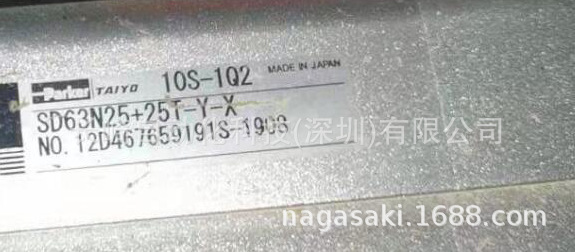 Parker TAIYO 10S-1Q2 MADE IN JAPAN
SD63N25+25T-Y-X
NO. 12D467659191S-1908
(深圳)有限公司
nagasaki.1688.com